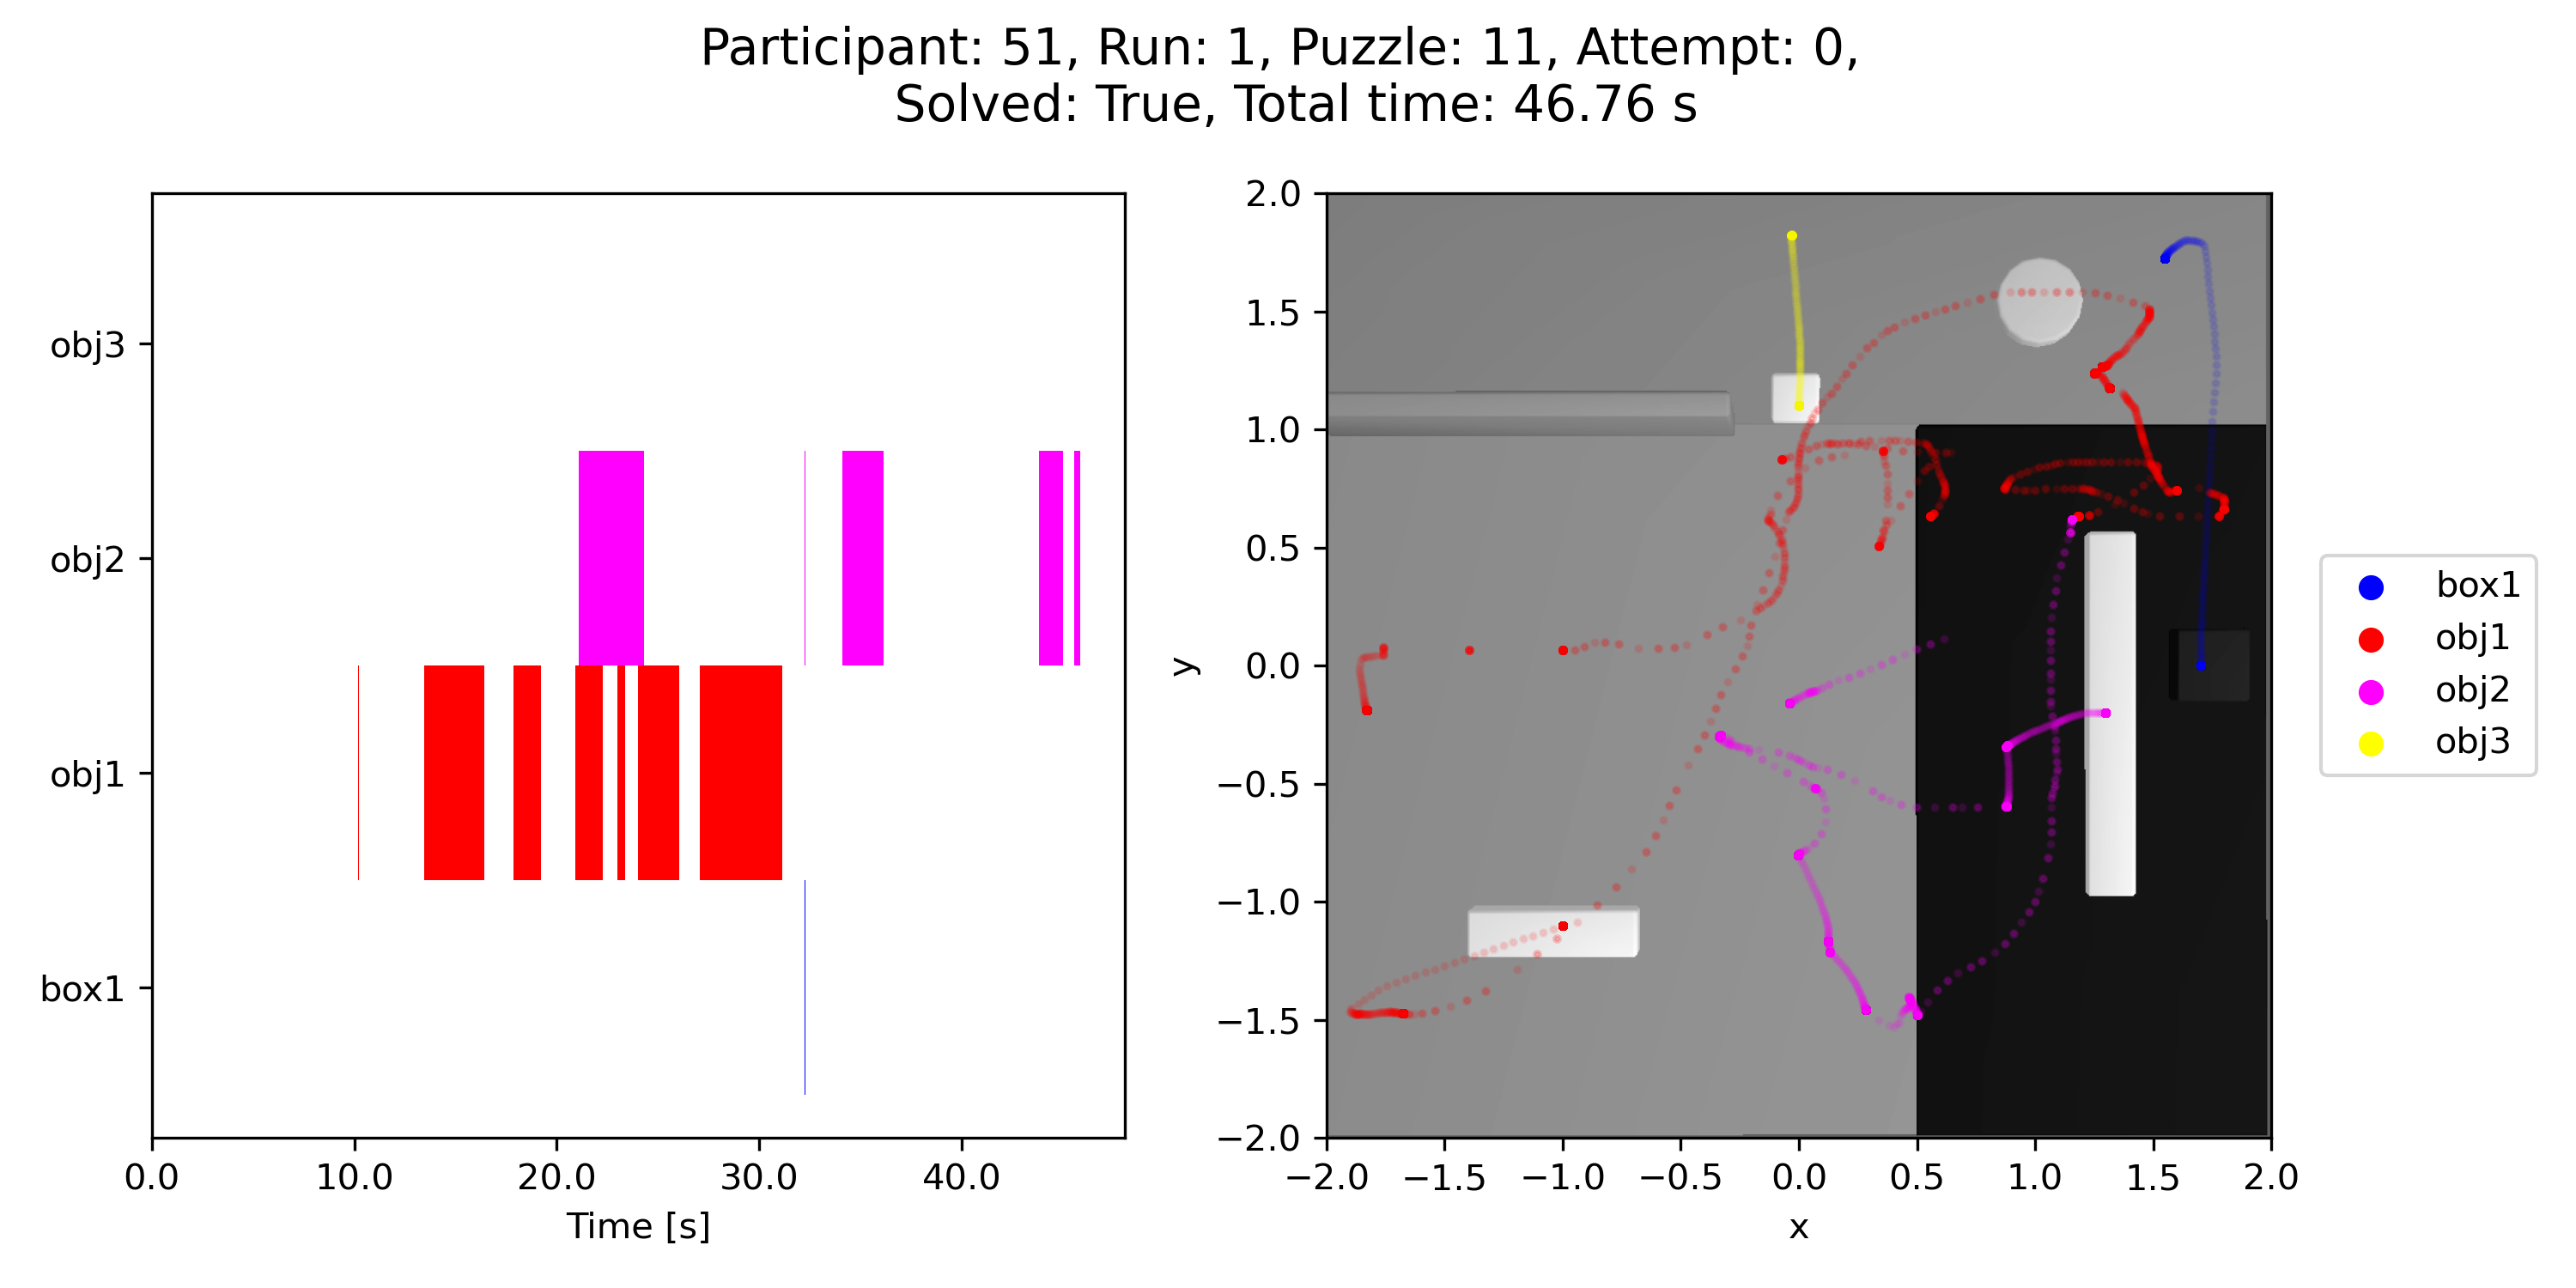 Participant: 51, Run: 1, Puzzle: 11, Attempt: 0,
Solved: True, Total time: 46.76 s
obj3
obj2
obj1
box1
0.0 10.0 20.0 30.0 40.0
Time [s]
2.0
1.5
1.0
0.5
0.0
−0.5
−1.0
−1.5
−2.0
y
−2.0 −1.5 −1.0 −0.5 0.0 0.5 1.0 1.5 2.0
x
box1
obj1
obj2
obj3